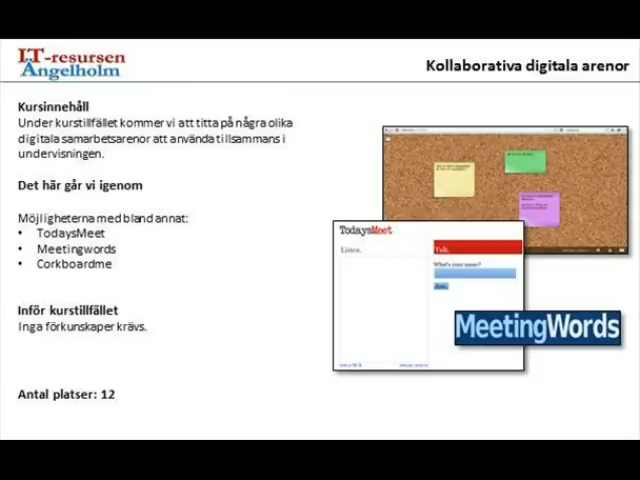 IT-resursen
Ängelholm
Kollaborativa digitala arenor
Kursinnehåll
Under kurstillfället kommer vi att titta på några olika
digitala samarbetsarenor att använda tillsammans i
undervisningen.
Det här går vi igenom
Möjligheterna med bland annat:
• TodaysMeet
• Meetingwords
• Corkboardme
Inför kurstillfället
Inga förkunskaper krävs.
Antal platser: 12
TodaysMeet
Listen.
Talk.
What's your name?
Join
MeetingWords